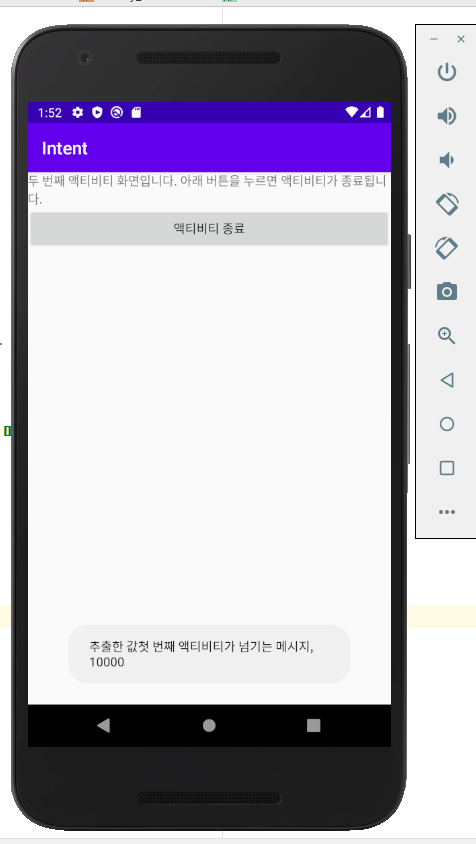 1:52
Intent
두 번째 액티비티 화면입니다. 아래 버튼을 누르면 액티비티가 종료됩니
다.
액티비티 종료
추출한 값첫 번째 액티비티가 넘기는 메시지,
10000